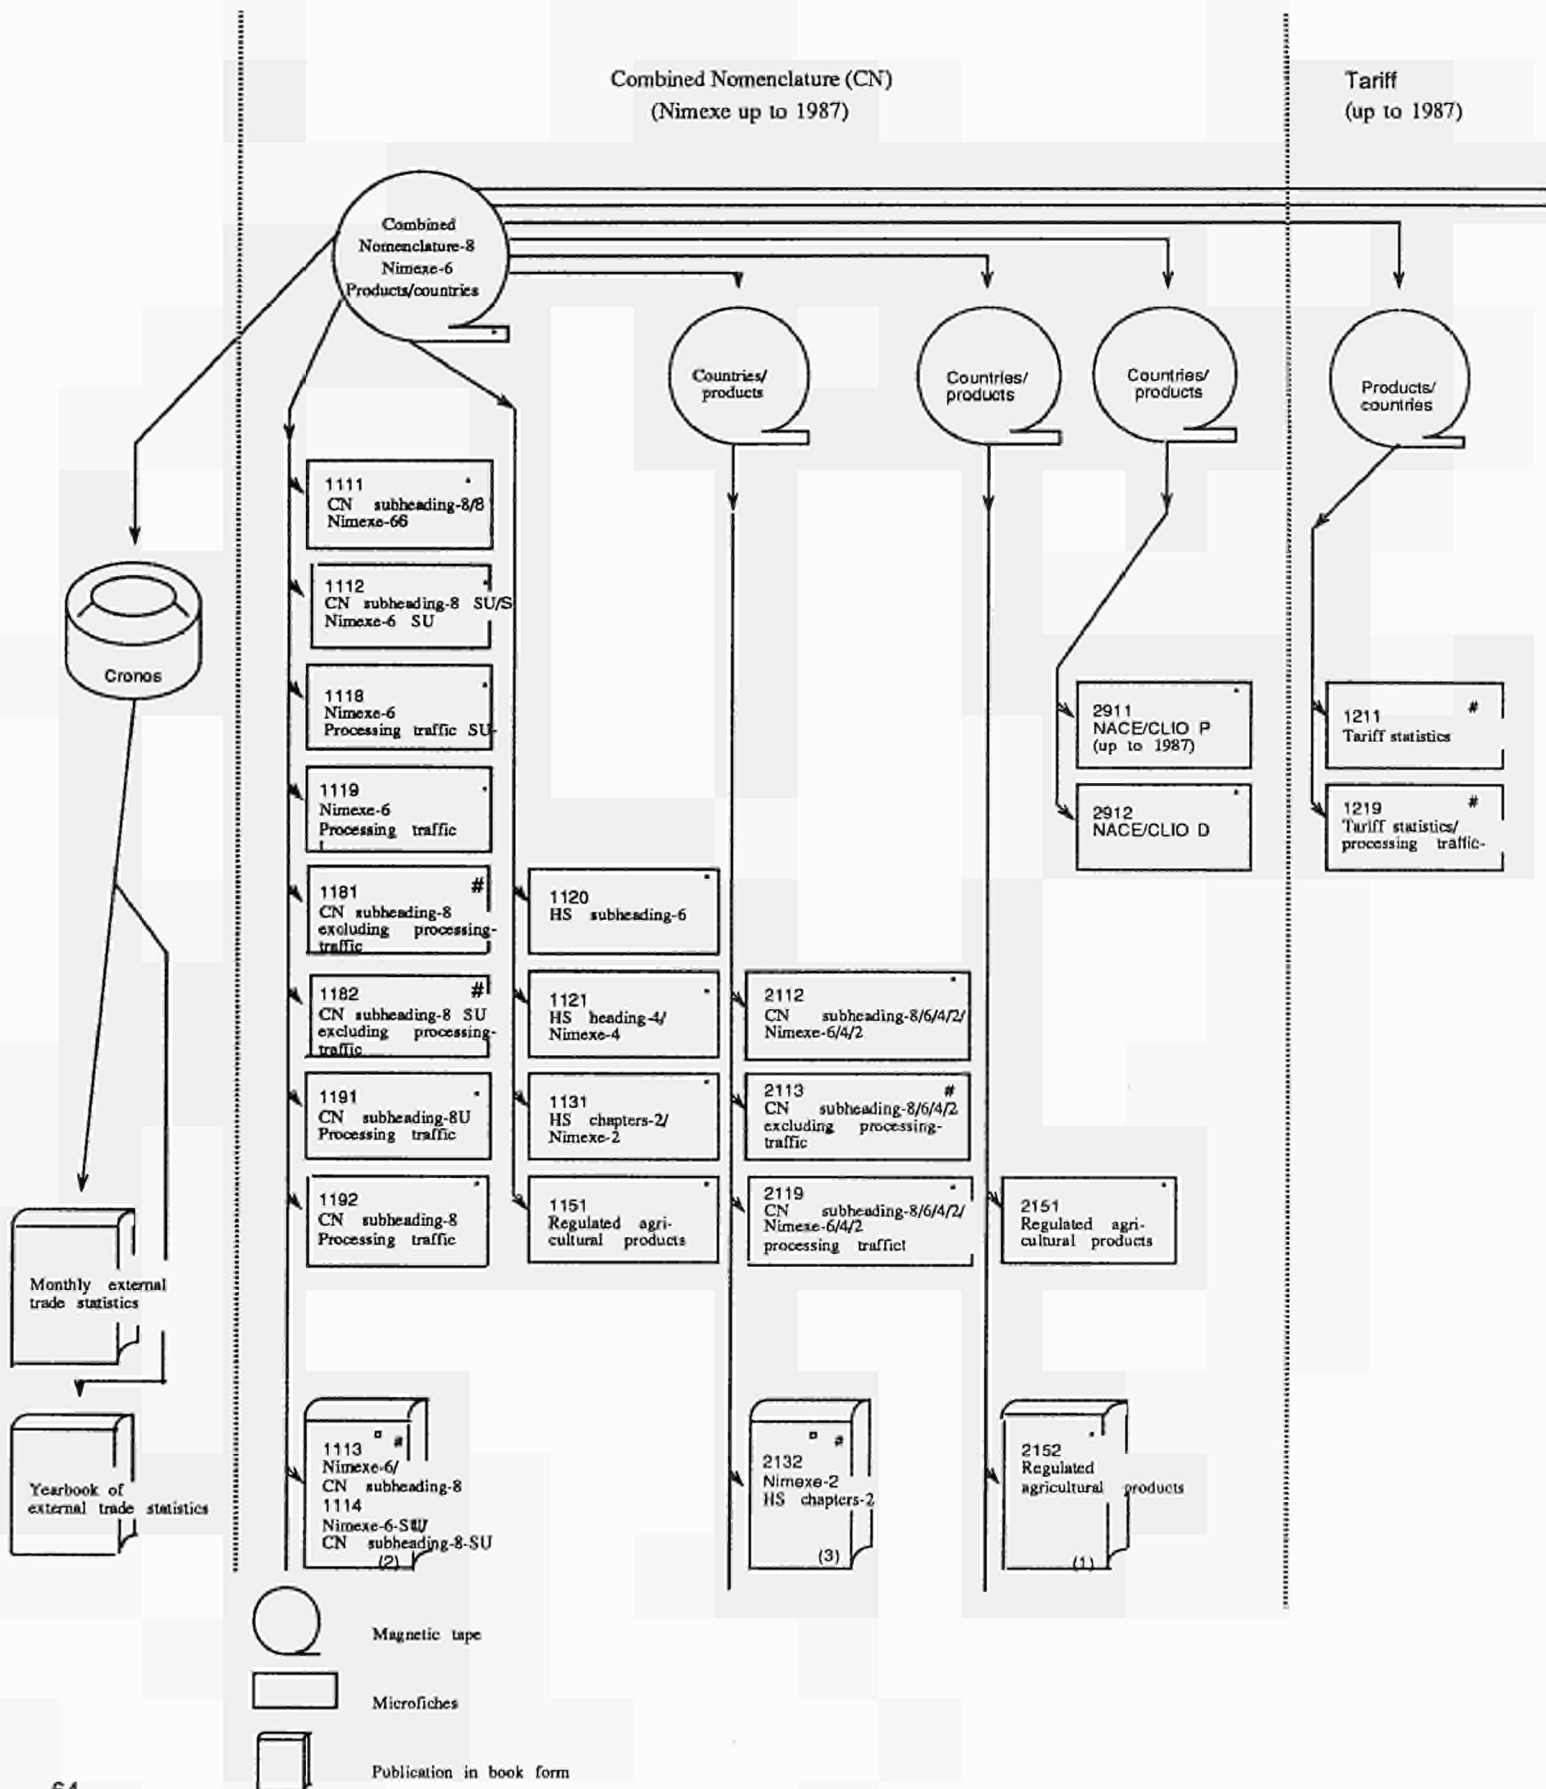 Combined Nomenclature (CN)
(Nimexe up to 1987)
Tariff
(up to 1987)
Combined
Nomenclature-8
Nimexe-6
Products/countries
Countries/
products
Countries/
products
Countries/
products
Products/
countries
Cronos
Monthly external
trade statistics
Yearbook of
external trade statistics
1111
CN subheading-8/8
Nimexe-66
1112
CN subheading-8 SU/S
Nimexe-6 SU
1118
Nimexe-6
Processing traffic SU-
1119
Nimexe-6
Processing traffic
1181 #
CN subheading-8
excluding processing-
traffic
1182 #
CN subheading-8 SU
excluding processing-
traffic
1191
CN subheading-8U
Processing traffic
1192
CN subheading-8
Processing traffic
1113 #
Nimexe-6/
CN subheading-8
1114
Nimexe-6-SU/
CN subheading-8-SU
(2)
1120
HS subheading-6
1121
HS heading-4/
Nimexe-4
1131
HS chapters-2/
Nimexe-2
1151
Regulated agri-
cultural products
2112
CN subheading-8/6/4/2/
Nimexe-6/4/2
2113 #
CN subheading-8/6/4/2
excluding processing-
traffic
2119
CN subheading-8/6/4/2/
Nimexe-6/4/2
processing traffict
#
2132
Nimexe-2
HS chapters-2
(3)
2151
Regulated agri-
cultural products
2152
Regulated
agricultural products
(1)
2911
NACE/CLIO P
(up to 1987)
2912
NACE/CLIO D
1211 #
Tariff statistics
1219 #
Tariff statistics/
processing traffic-
Magnetic tape
Microfiches
Publication in book form
64